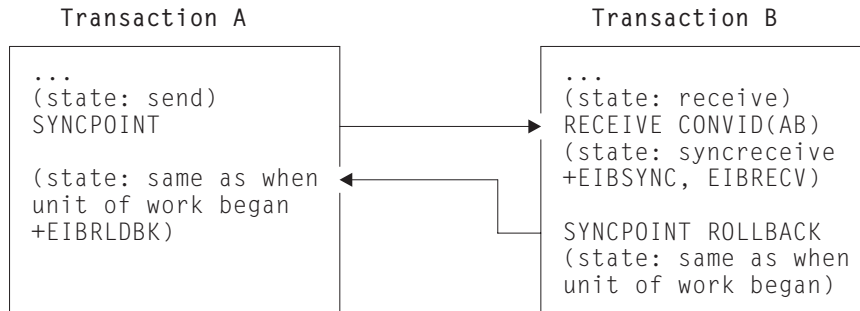 Transaction A
Transaction B
...
(state: send)
SYNCPOINT
(state: same as when
unit of work began
+EIBRLDBK)
...
(state: receive)
RECEIVE CONVID(AB)
(state: syncreceive
+EIBSYNC, EIBRECV)
SYNCPOINT ROLLBACK
(state: same as when
unit of work began)